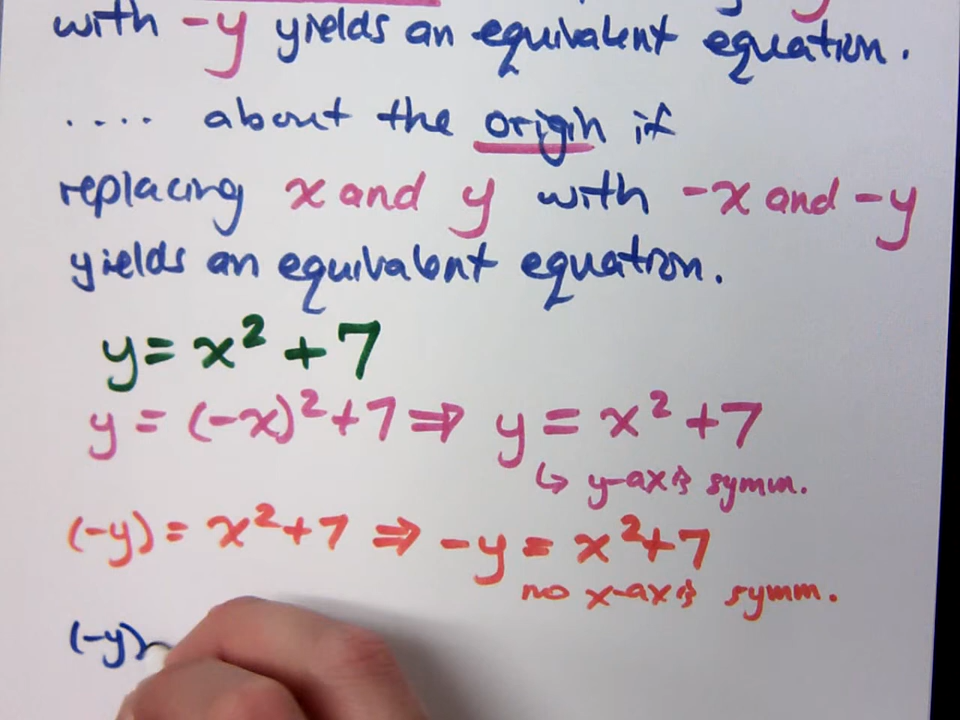 with -y yields an equivalent equation.
.... about the origin if
replacing x and y with -x and -y
yields an equivalent equation.
y = x² + 7
y = (-x)² + 7 ⇒ y = x² + 7
↳ y-axis symm.
(-y) = x² + 7 ⇒ -y = x² + 7
no x-axis symm.
(-y)